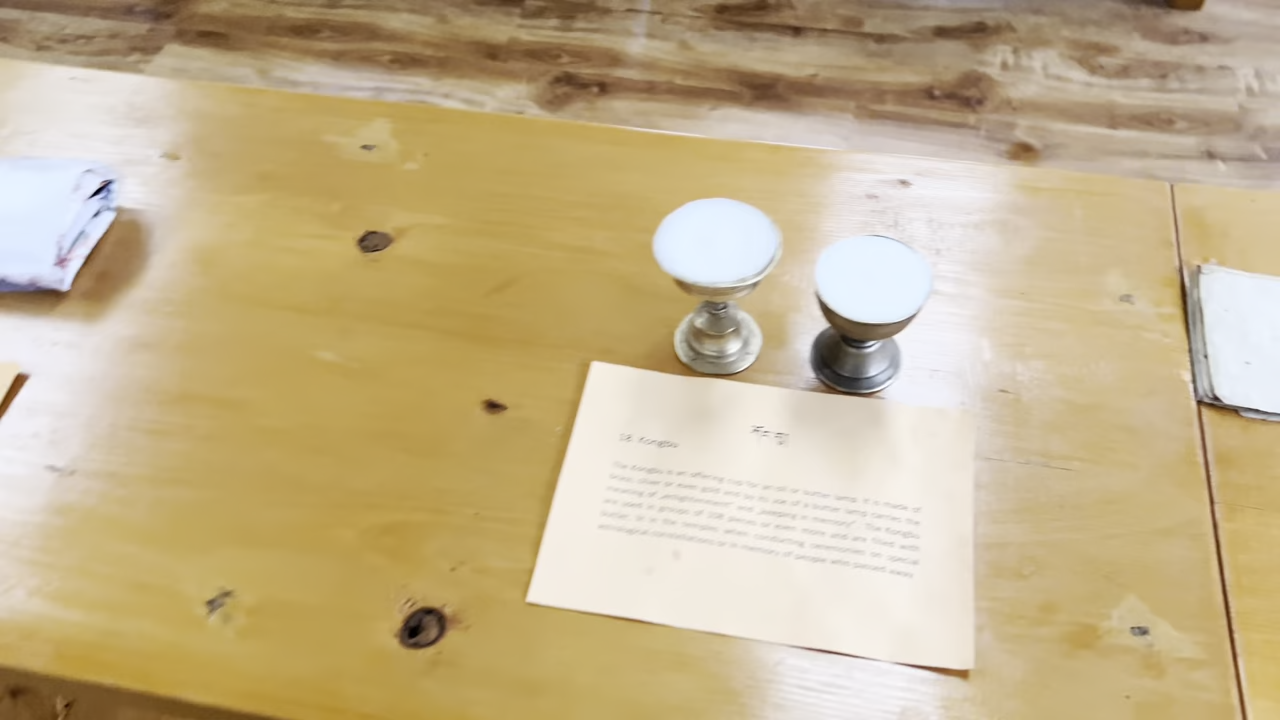 ཀོང་བུ།
18. Kongbu
The Kongbu is an offering cup for an oil or butter lamp. It is made of
brass, silver or even gold and by its use of a butter lamp carries the
meaning of „enlightenment" and „keeping in memory". The Kongbu
are used in groups of 108 pieces or even more and are filled with
butter, oil in the temples when conducting ceremonies on special
astrological constellations or in memory of people who passed away.